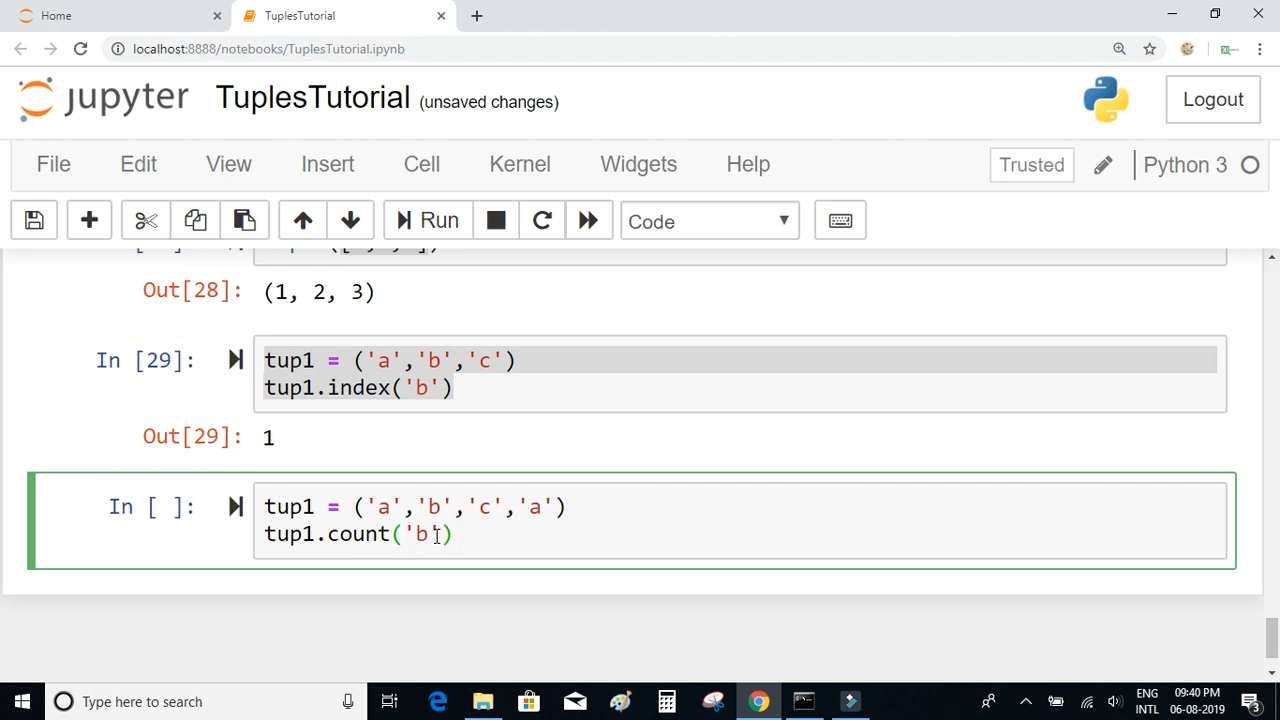 Home
TuplesTutorial
localhost:8888/notebooks/TuplesTutorial.ipynb
jupyter TuplesTutorial (unsaved changes) Logout
File Edit View Insert Cell Kernel Widgets Help Trusted Python 3
Run Code
Out[28]: (1, 2, 3)
In [29]: tup1 = ('a','b','c')
tup1.index('b')
Out[29]: 1
In [ ]: tup1 = ('a','b','c','a')
tup1.count('b')
Type here to search
ENG 09:40 PM
INTL 06-08-2019 3